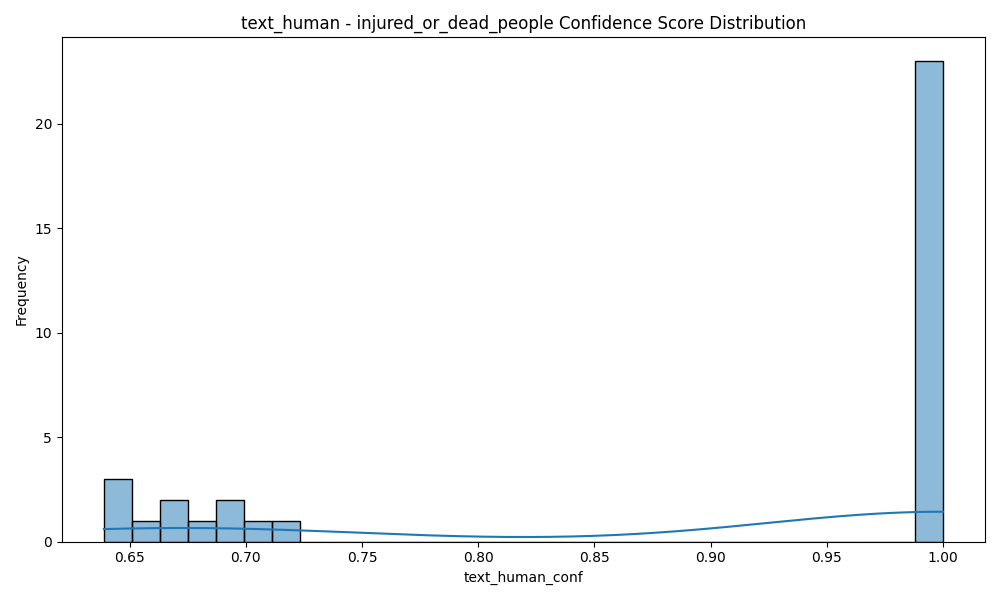 text_human - injured_or_dead_people Confidence Score Distribution
Frequency
20
15
10
5
0
0.65 0.70 0.75 0.80 0.85 0.90 0.95 1.00
text_human_conf